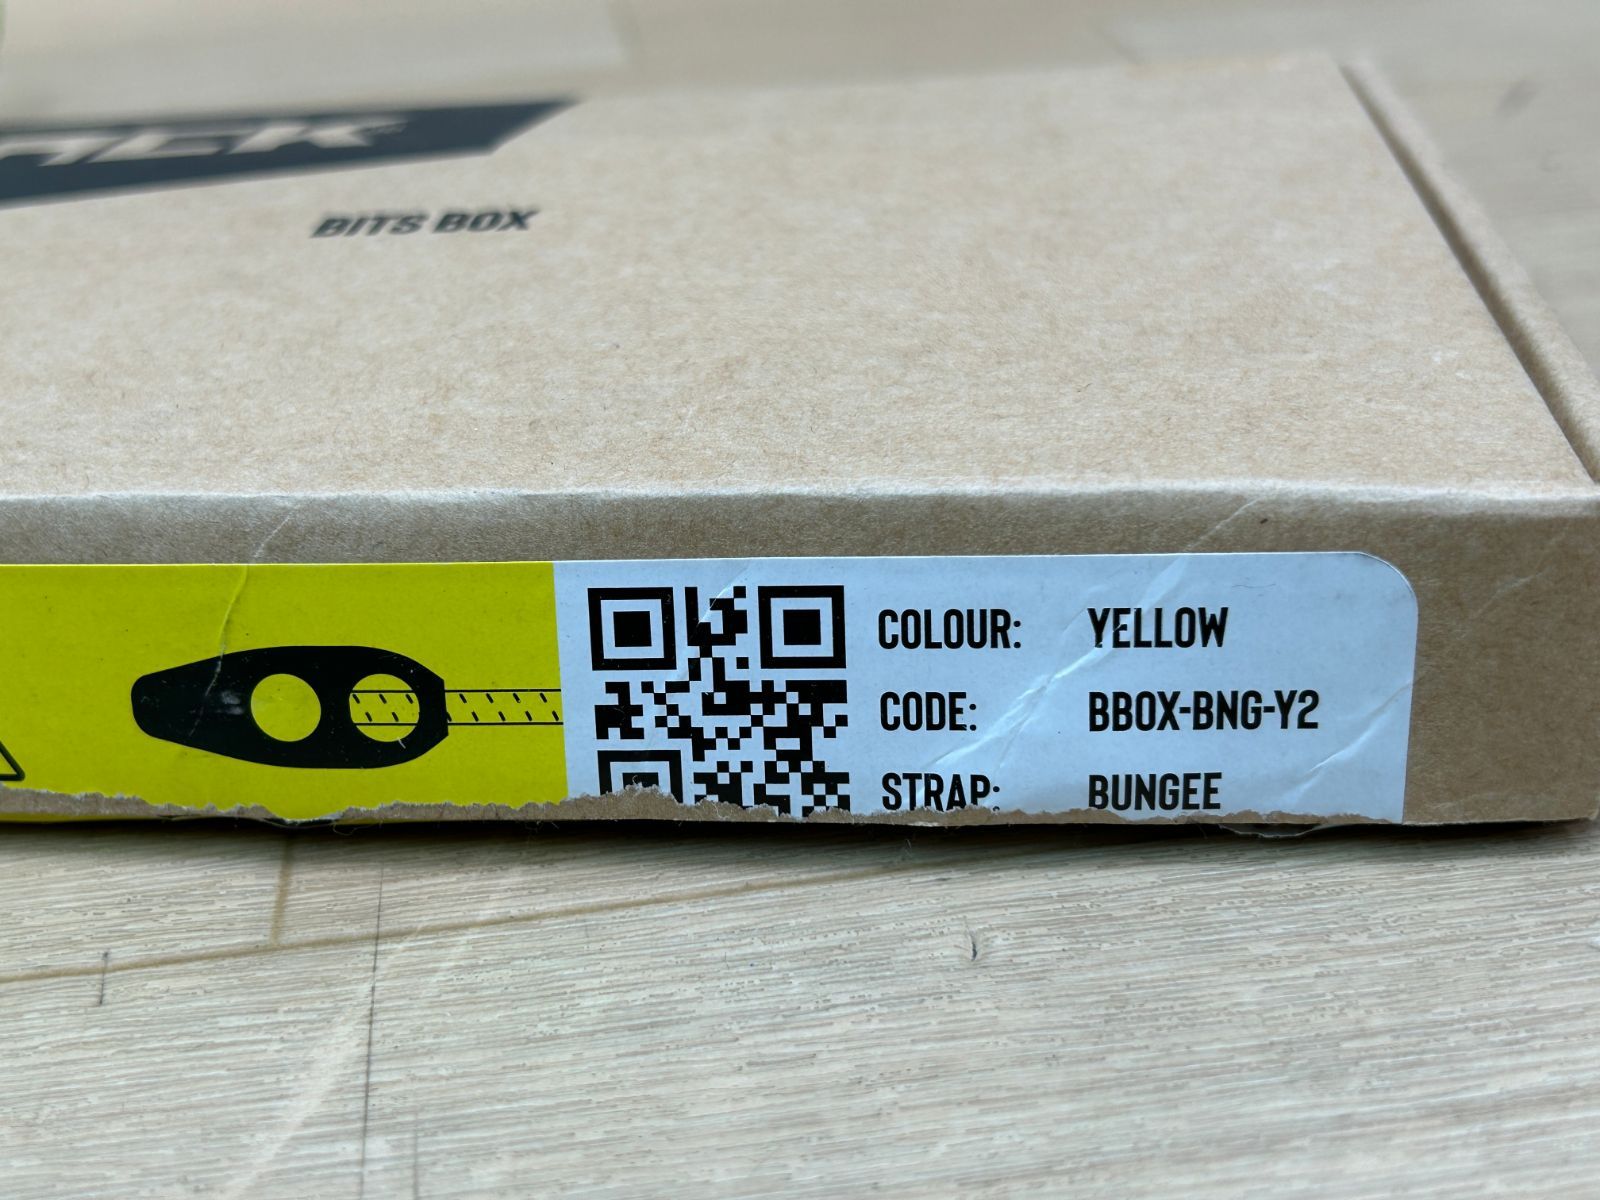 BITS BOX
COLOUR: YELLOW
CODE: BBOX-BNG-Y2
STRAP: BUNGEE